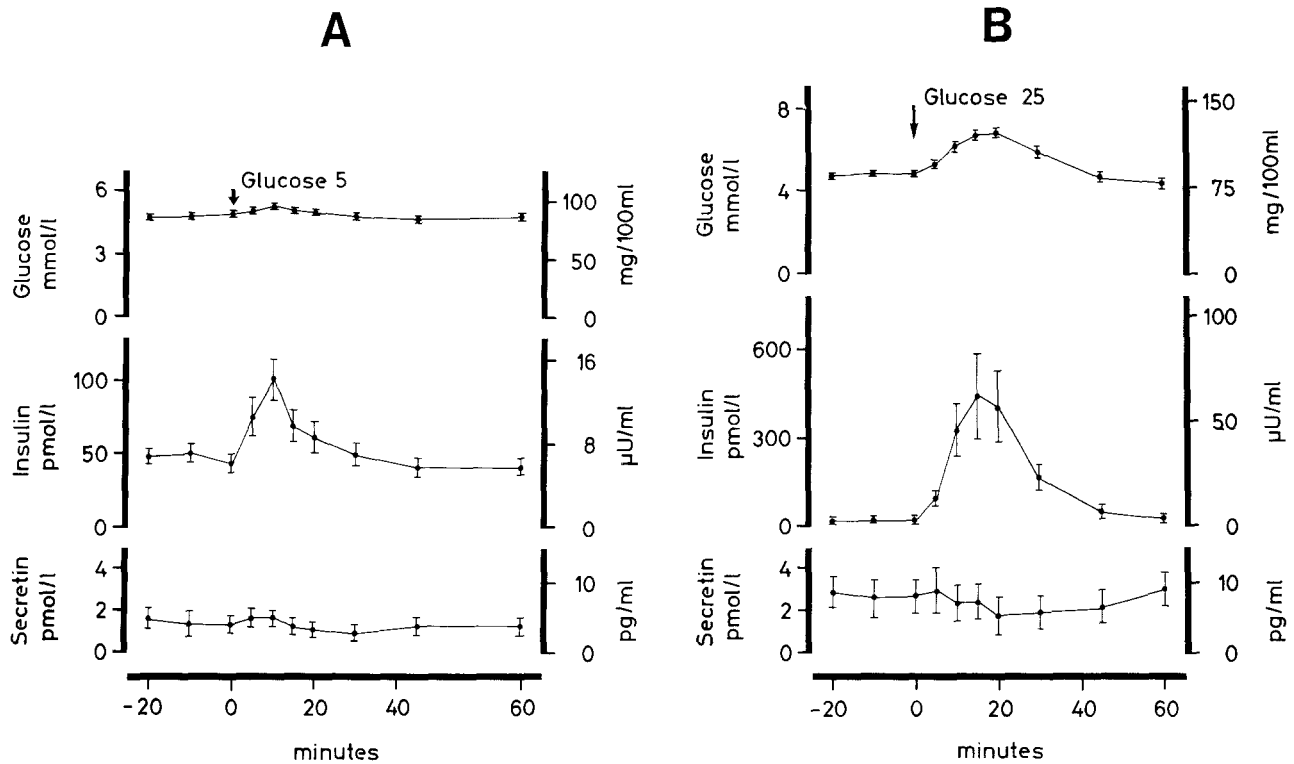 A
Glucose 5
Glucose
mmol/l
6
3
0
100
50
0
mg/100ml
Insulin
pmol/l
100
50
0
16
8
0
µU/ml
Secretin
pmol/l
4
2
0
10
0
pg/ml
-20 0 20 40 60
minutes
B
Glucose 25
Glucose
mmol/l
8
4
0
150
75
0
mg/100ml
Insulin
pmol/l
600
300
0
100
50
0
µU/ml
Secretin
pmol/l
4
2
0
10
0
pg/ml
-20 0 20 40 60
minutes